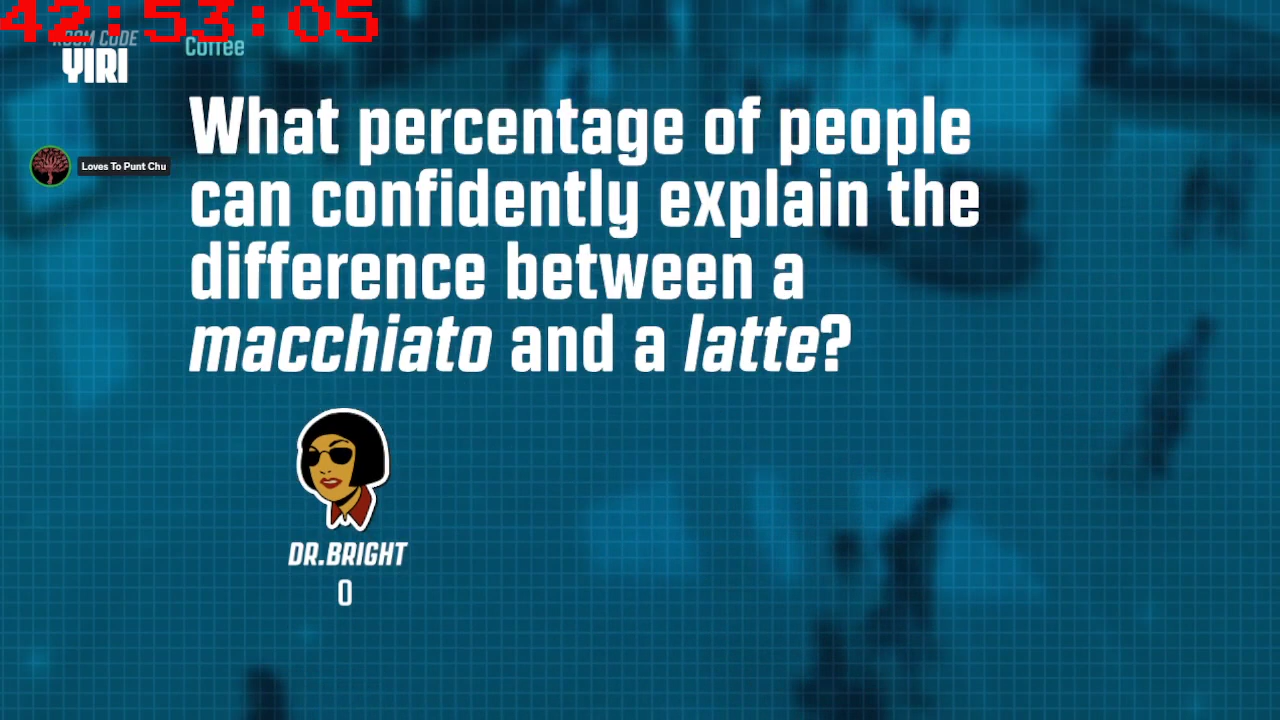 42:53:05
ROOM CODE
YIRI
Coffee
Loves To Punt Chu
What percentage of people
can confidently explain the
difference between a
macchiato and a latte?
DR.BRIGHT
0